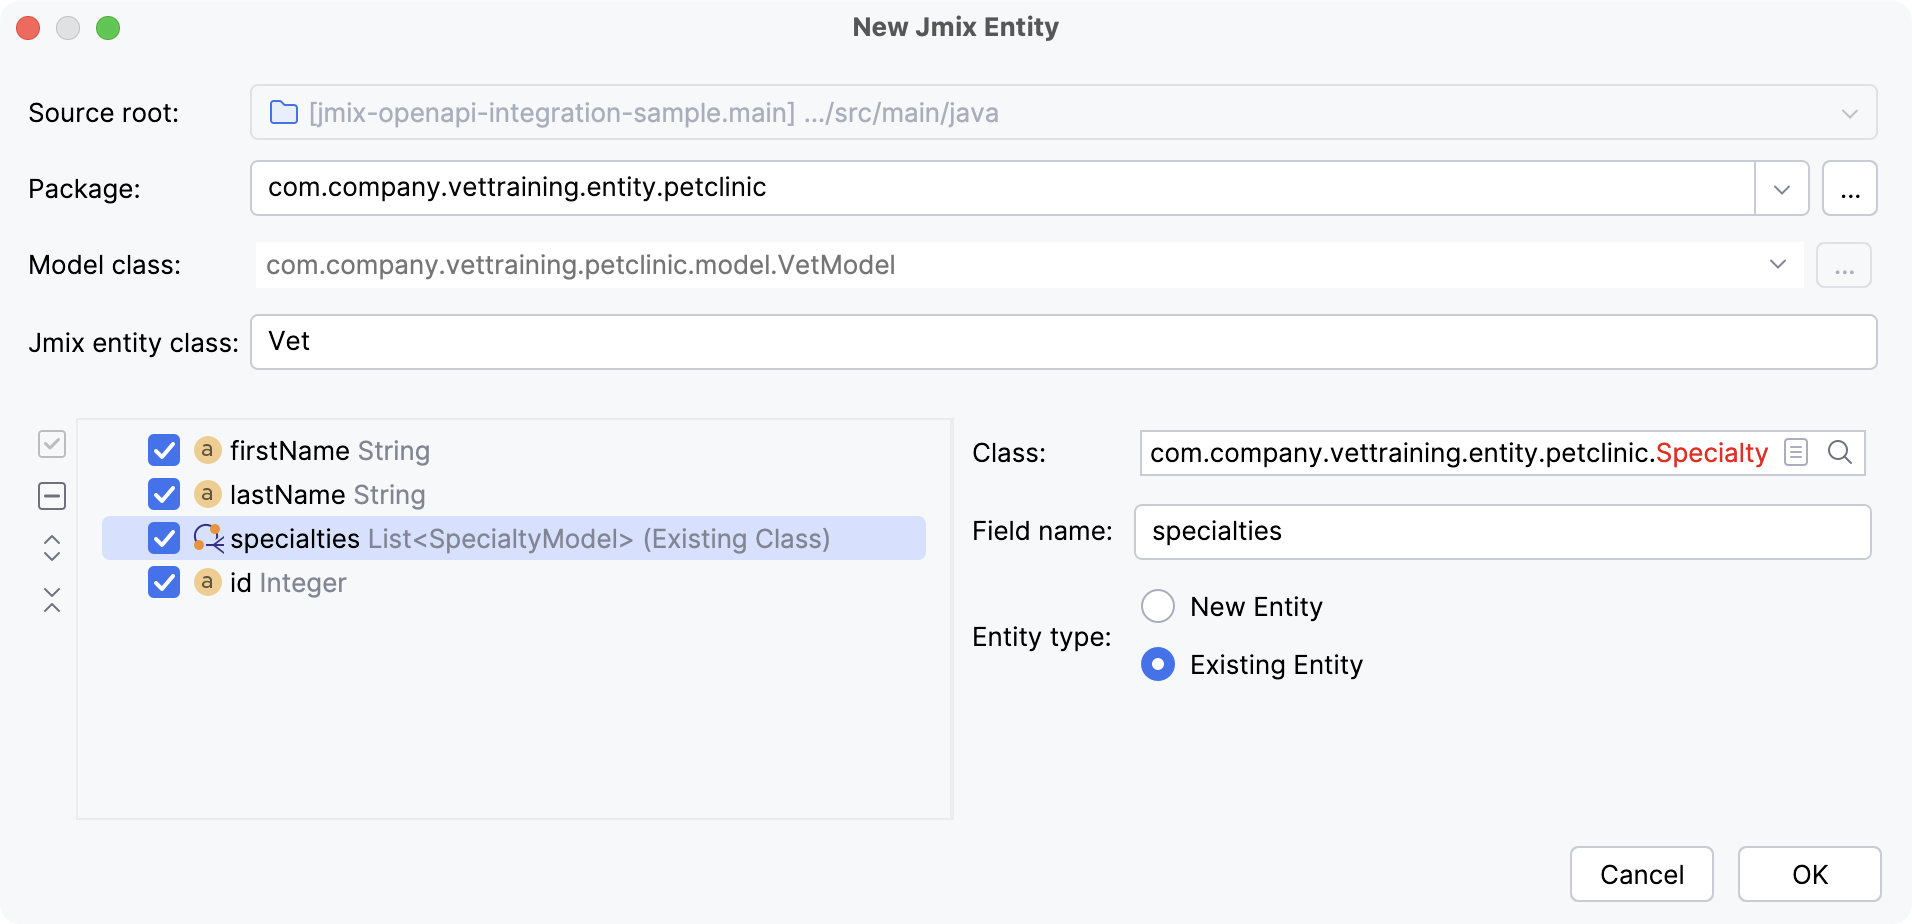 New Jmix Entity
Source root: [jmix-openapi-integration-sample.main] .../src/main/java
Package: com.company.vettraining.entity.petclinic ...
Model class: com.company.vettraining.petclinic.model.VetModel ...
Jmix entity class: Vet
a firstName String
a lastName String
specialties List<SpecialtyModel> (Existing Class)
a id Integer
Class: com.company.vettraining.entity.petclinic.Specialty
Field name: specialties
Entity type:
New Entity
Existing Entity
Cancel OK